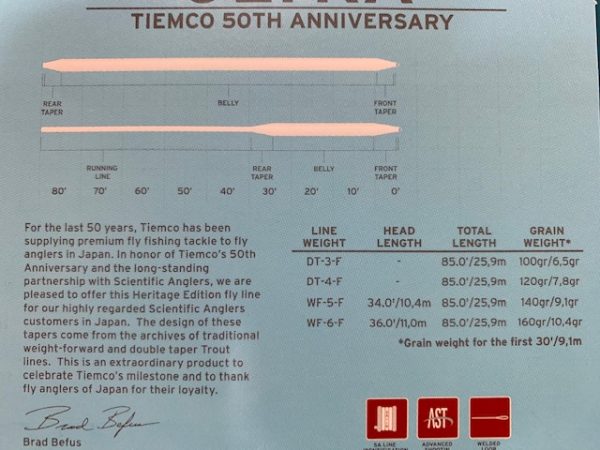 TIEMCO 50TH ANNIVERSARY
REAR TAPER
BELLY
FRONT TAPER
RUNNING LINE
REAR TAPER
BELLY
FRONT TAPER
80' 70' 60' 50' 40' 30' 20' 10' 0'
For the last 50 years, Tiemco has been
supplying premium fly fishing tackle to fly
anglers in Japan. In honor of Tiemco's 50th
Anniversary and the long-standing
partnership with Scientific Anglers, we are
pleased to offer this Heritage Edition fly line
for our highly regarded Scientific Anglers
customers in Japan. The design of these
tapers come from the archives of traditional
weight-forward and double taper Trout
lines. This is an extraordinary product to
celebrate Tiemco's milestone and to thank
fly anglers of Japan for their loyalty.
Brad Befus
Brad Befus
LINE WEIGHT HEAD LENGTH TOTAL LENGTH GRAIN WEIGHT*
DT-3-F - 85.0'/25,9m 100gr/6,5gr
DT-4-F - 85.0'/25,9m 120gr/7,8gr
WF-5-F 34.0'/10,4m 85.0'/25,9m 140gr/9,1gr
WF-6-F 36.0'/11,0m 85.0'/25,9m 160gr/10,4gr
*Grain weight for the first 30'/9,1m
AST
SA LINE
ADVANCED
WELDED